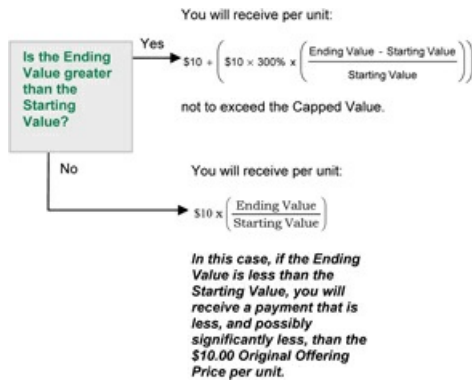 You will receive per unit:
Is the Ending
Value greater
than the
Starting
Value?
Yes
$10 + ( $10 × 300% x ( Ending Value - Starting Value / Starting Value ) )
not to exceed the Capped Value.
No
You will receive per unit:
$10 x ( Ending Value / Starting Value )
In this case, if the Ending
Value is less than the
Starting Value, you will
receive a payment that is
less, and possibly
significantly less, than the
$10.00 Original Offering
Price per unit.